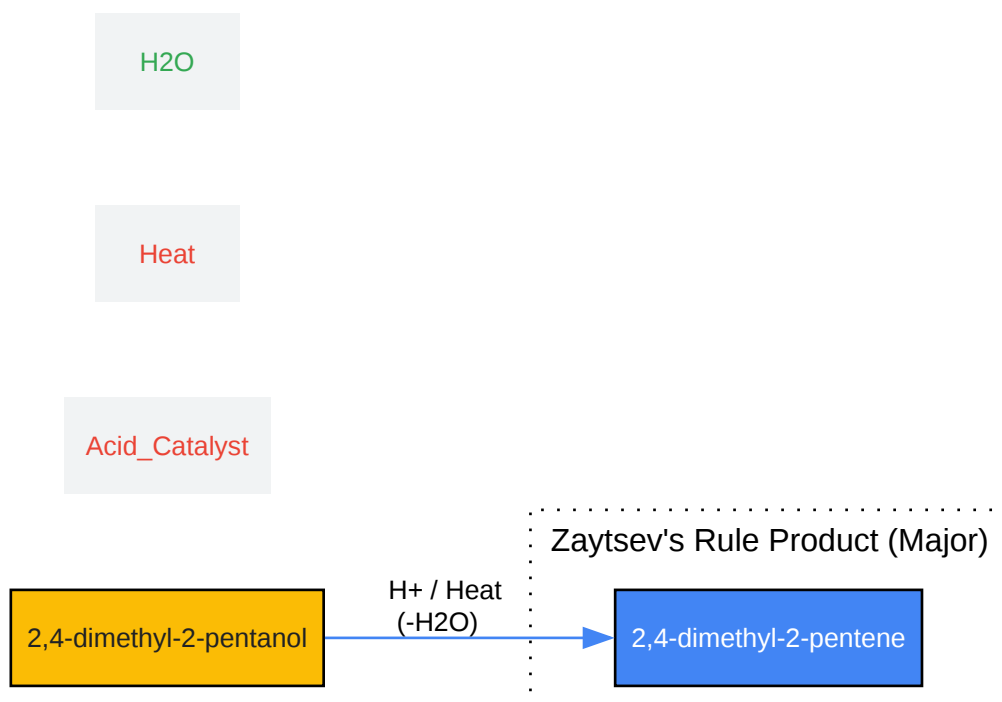 H2O
Heat
Acid_Catalyst
Zaytsev's Rule Product (Major)
H+ / Heat
(-H2O)
2,4-dimethyl-2-pentanol
2,4-dimethyl-2-pentene